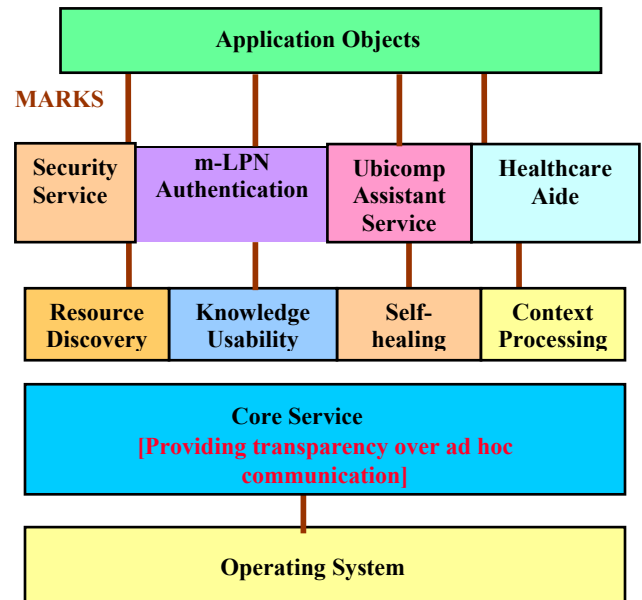 Application Objects
MARKS
Security
Service
m-LPN
Authentication
Ubicomp
Assistant
Service
Healthcare
Aide
Resource
Discovery
Knowledge
Usability
Self-
healing
Context
Processing
Core Service
[Providing transparency over ad hoc
communication]
Operating System